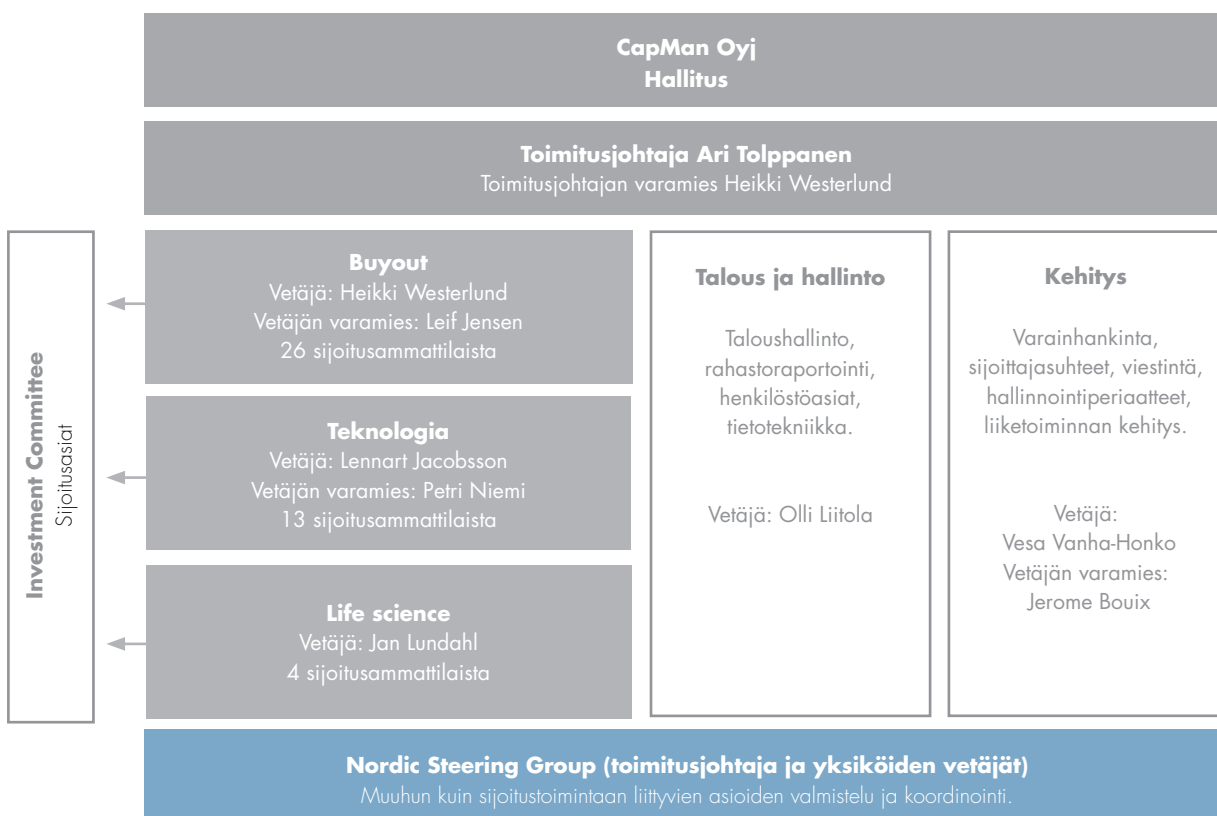 CapMan Oyj
Hallitus
Toimitusjohtaja Ari Tolppanen
Toimitusjohtajan varamies Heikki Westerlund
Investment Committee
Sijoitusasiat
Buyout
Vetäjä: Heikki Westerlund
Vetäjän varamies: Leif Jensen
26 sijoitusammattilaista
Teknologia
Vetäjä: Lennart Jacobsson
Vetäjän varamies: Petri Niemi
13 sijoitusammattilaista
Life science
Vetäjä: Jan Lundahl
4 sijoitusammattilaista
Talous ja hallinto
Taloushallinto,
rahastoraportointi,
henkilöstöasiat,
tietotekniikka.
Vetäjä: Olli Liitola
Kehitys
Varainhankinta,
sijoittajasuhteet, viestintä,
hallinnointiperiaatteet,
liiketoiminnan kehitys.
Vetäjä:
Vesa Vanha-Honko
Vetäjän varamies:
Jerome Bouix
Nordic Steering Group (toimitusjohtaja ja yksiköiden vetäjät)
Muuhun kuin sijoitustoimintaan liittyvien asioiden valmistelu ja koordinointi.